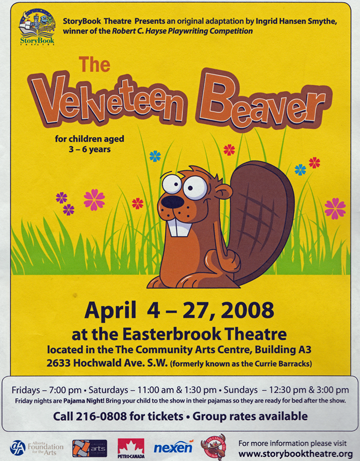 StoryBook Theatre Presents an original adaptation by Ingrid Hansen Smythe,
winner of the Robert C. Hayse Playwriting Competition
StoryBook
THEATRE
The
Velveteen Beaver
for children aged
3 – 6 years
April 4 – 27, 2008
at the Easterbrook Theatre
located in the The Community Arts Centre, Building A3
2633 Hochwald Ave. S.W. (formerly known as the Currie Barracks)
Fridays – 7:00 pm • Saturdays – 11:00 am & 1:30 pm • Sundays – 12:30 pm & 3:00 pm
Friday nights are Pajama Night! Bring your child to the show in their pajamas so they are ready for bed after the show.
Call 216-0808 for tickets • Group rates available
Alberta Foundation for the Arts
arts
PETRO-CANADA
nexen
For more information please visit
www.storybooktheatre.org